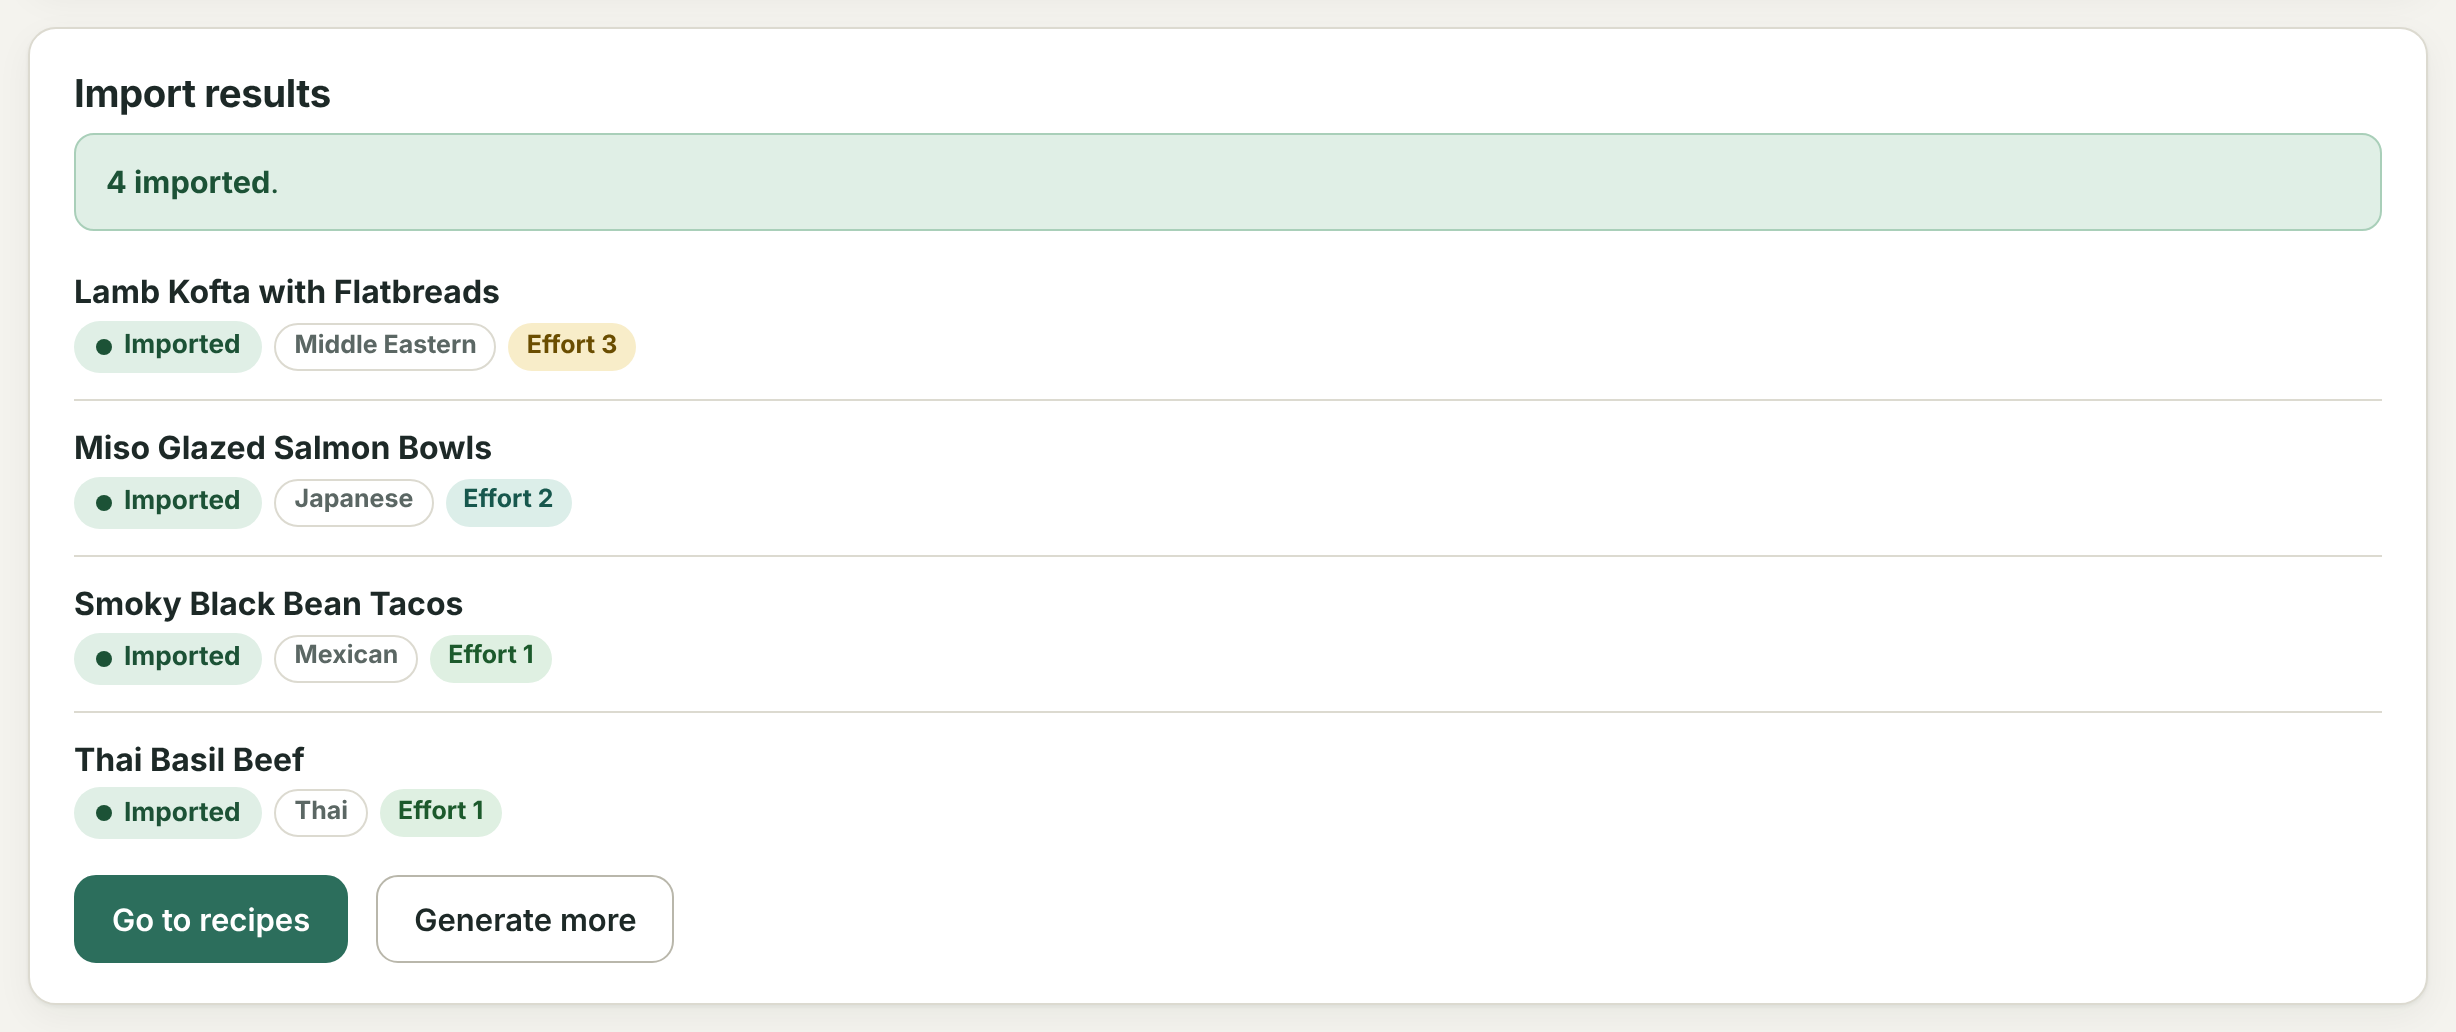 Import results
4 imported.
Lamb Kofta with Flatbreads
Imported Middle Eastern Effort 3
Miso Glazed Salmon Bowls
Imported Japanese Effort 2
Smoky Black Bean Tacos
Imported Mexican Effort 1
Thai Basil Beef
Imported Thai Effort 1
Go to recipes Generate more